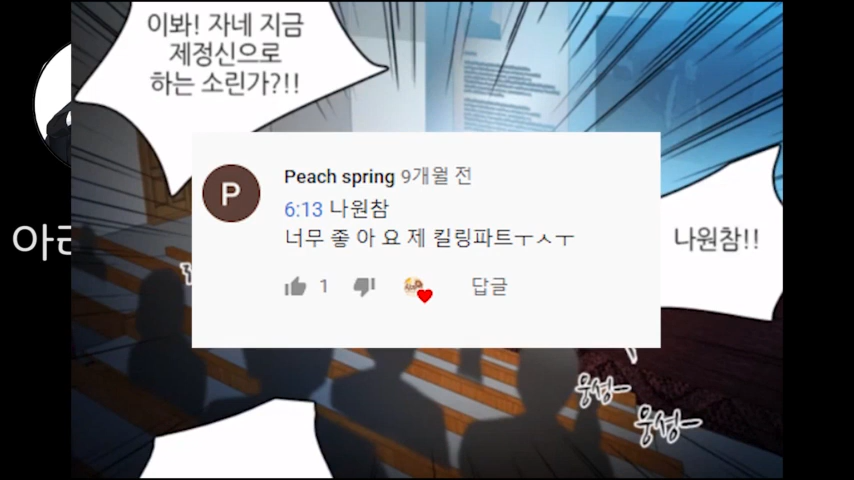 이봐! 자네 지금
제정신으로
하는 소린가?!!
P
Peach spring 9개월 전
6:13 나원참
너무 좋 아 요 제 킬링파트ㅜㅅㅜ
1
답글
나원참!!
웅성
웅성